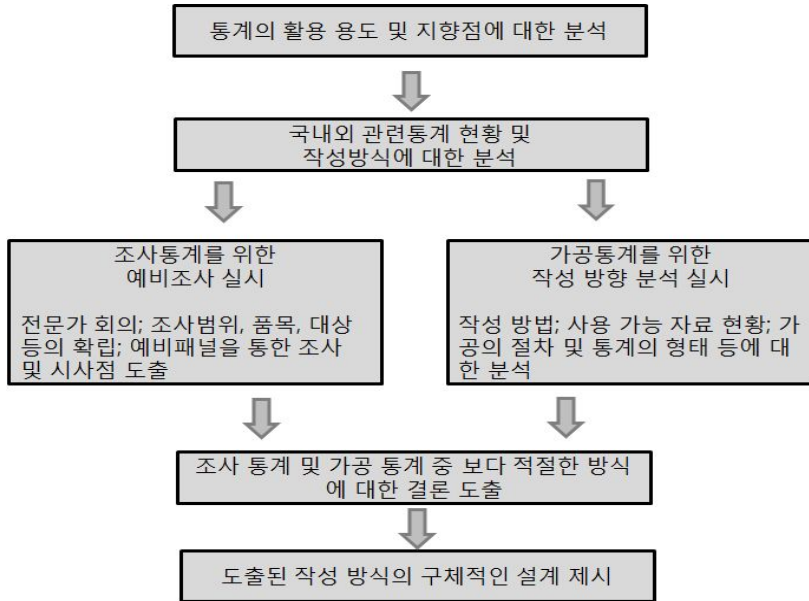 통계의 활용 용도 및 지향점에 대한 분석
국내외 관련통계 현황 및
작성방식에 대한 분석
조사통계를 위한
예비조사 실시
전문가 회의; 조사범위, 품목, 대상
등의 확립; 예비패널을 통한 조사
및 시사점 도출
가공통계를 위한
작성 방향 분석 실시
작성 방법; 사용 가능 자료 현황; 가
공의 절차 및 통계의 형태 등에 대
한 분석
조사 통계 및 가공 통계 중 보다 적절한 방식
에 대한 결론 도출
도출된 작성 방식의 구체적인 설계 제시